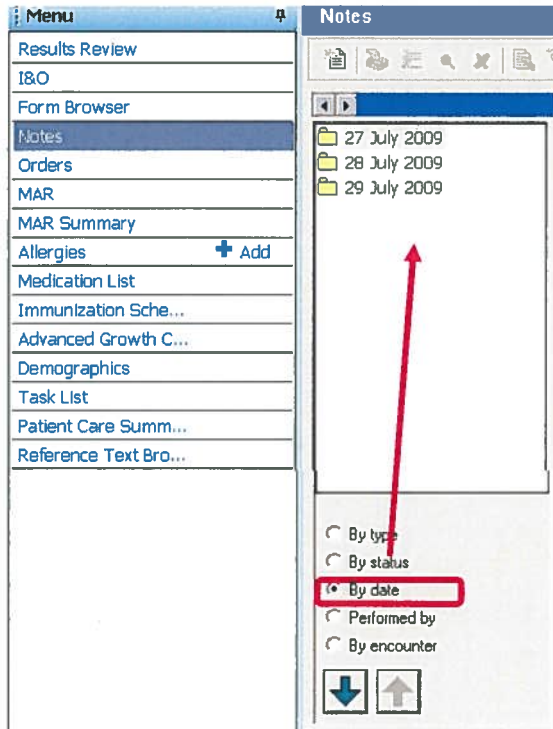 Menu
Results Review
I&O
Form Browser
Notes
Orders
MAR
MAR Summary
Allergies Add
Medication List
Immunization Sche...
Advanced Growth C...
Demographics
Task List
Patient Care Summ...
Reference Text Bro...
Notes
27 July 2009
28 July 2009
29 July 2009
By type
By status
By date
Performed by
By encounter